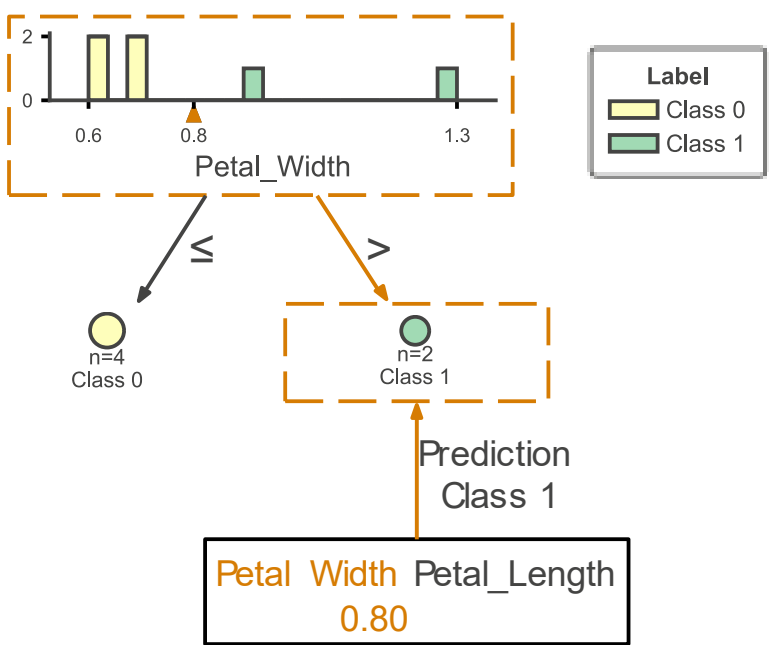 2
0
0.6 0.8 1.3
Petal_Width
Label
Class 0
Class 1
≤ >
n=4
Class 0
n=2
Class 1
Prediction
Class 1
Petal Width Petal_Length
0.80